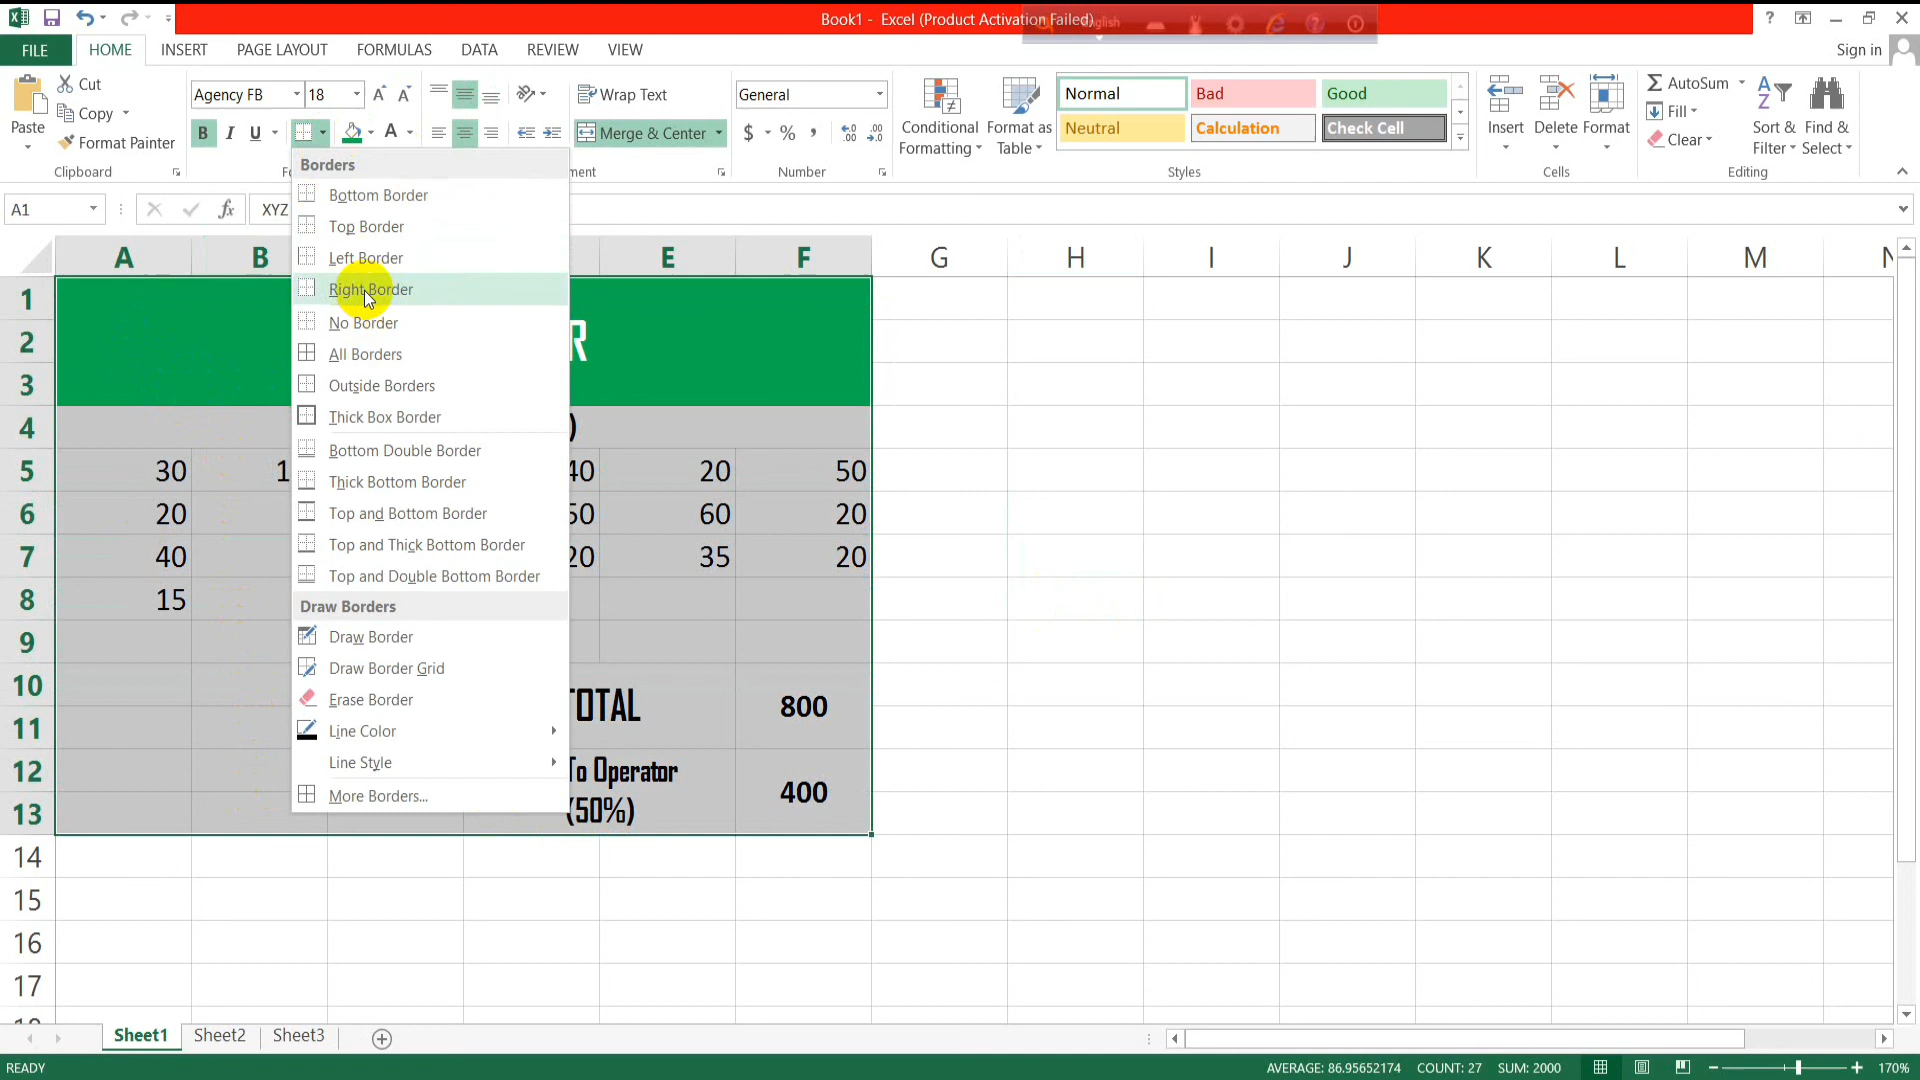 Book1 - Excel (Product Activation Failed)
English
FILE HOME INSERT PAGE LAYOUT FORMULAS DATA REVIEW VIEW
Sign in
Paste
Cut
Copy
Format Painter
Clipboard
Agency FB 18
B I U
Wrap Text
Merge & Center
General
$ % ,
Number
Conditional Formatting
Format as Table
Normal Bad Good
Neutral Calculation Check Cell
Styles
Insert Delete Format
Cells
AutoSum
Fill
Clear
Sort & Filter
Find & Select
Editing
A1
fx XYZ
Borders
Bottom Border
Top Border
Left Border
Right Border
No Border
All Borders
Outside Borders
Thick Box Border
Bottom Double Border
Thick Bottom Border
Top and Bottom Border
Top and Thick Bottom Border
Top and Double Bottom Border
Draw Borders
Draw Border
Draw Border Grid
Erase Border
Line Color
Line Style
More Borders...
A B E F G H I J K L M
1
2 R
3
4 )
5 30 1 40 20 50
6 20 60 20
7 40 20 35 20
8 15
9
10 TOTAL 800
11
12 To Operator
13 (50%) 400
14
15
16
17
Sheet1 Sheet2 Sheet3
READY
AVERAGE: 86.95652174 COUNT: 27 SUM: 2000
170%